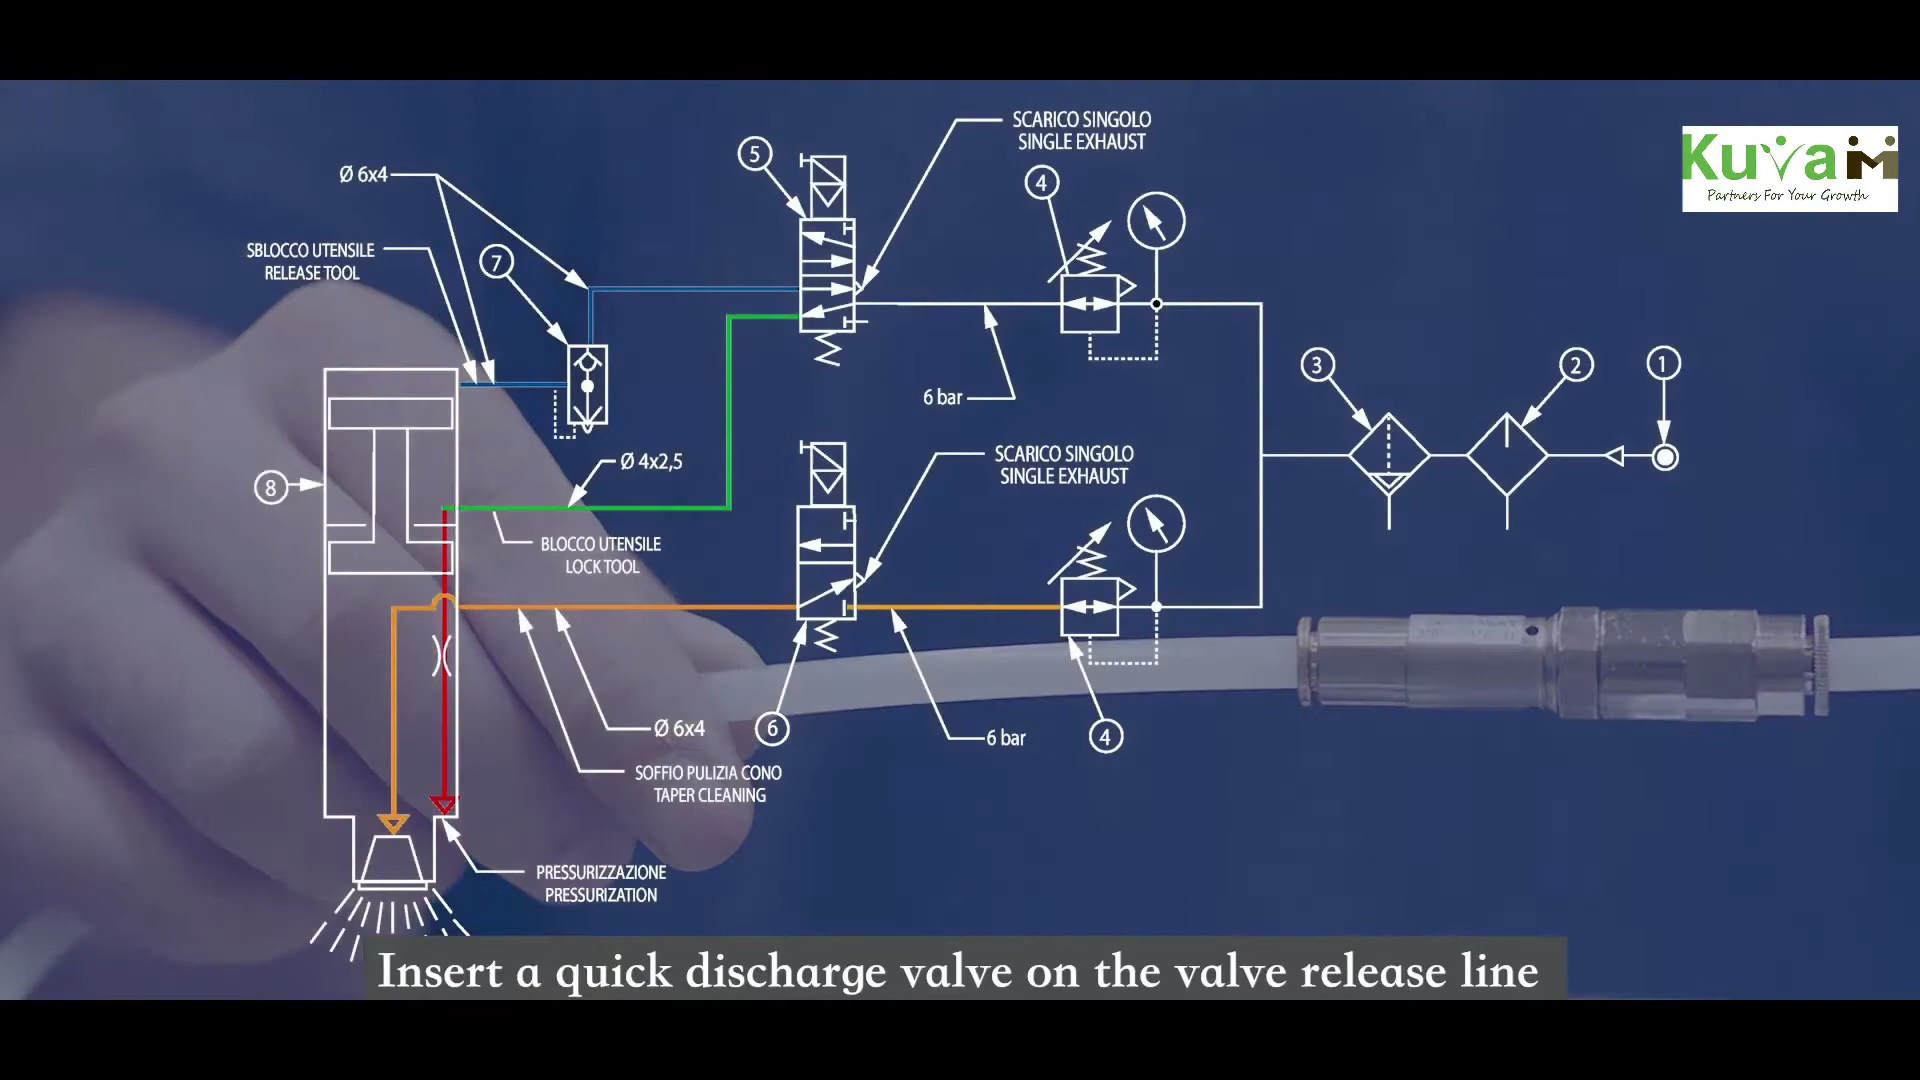 SCARICO SINGOLO
SINGLE EXHAUST
Kuvam
Partners For Your Growth
5
4
Ø 6x4
SBLOCCO UTENSILE
RELEASE TOOL
7
3
2
1
6 bar
SCARICO SINGOLO
SINGLE EXHAUST
Ø 4x2,5
8
BLOCCO UTENSILE
LOCK TOOL
Ø 6x4
6
6 bar
4
SOFFIO PULIZIA CONO
TAPER CLEANING
PRESSURIZZAZIONE
PRESSURIZATION
Insert a quick discharge valve on the valve release line